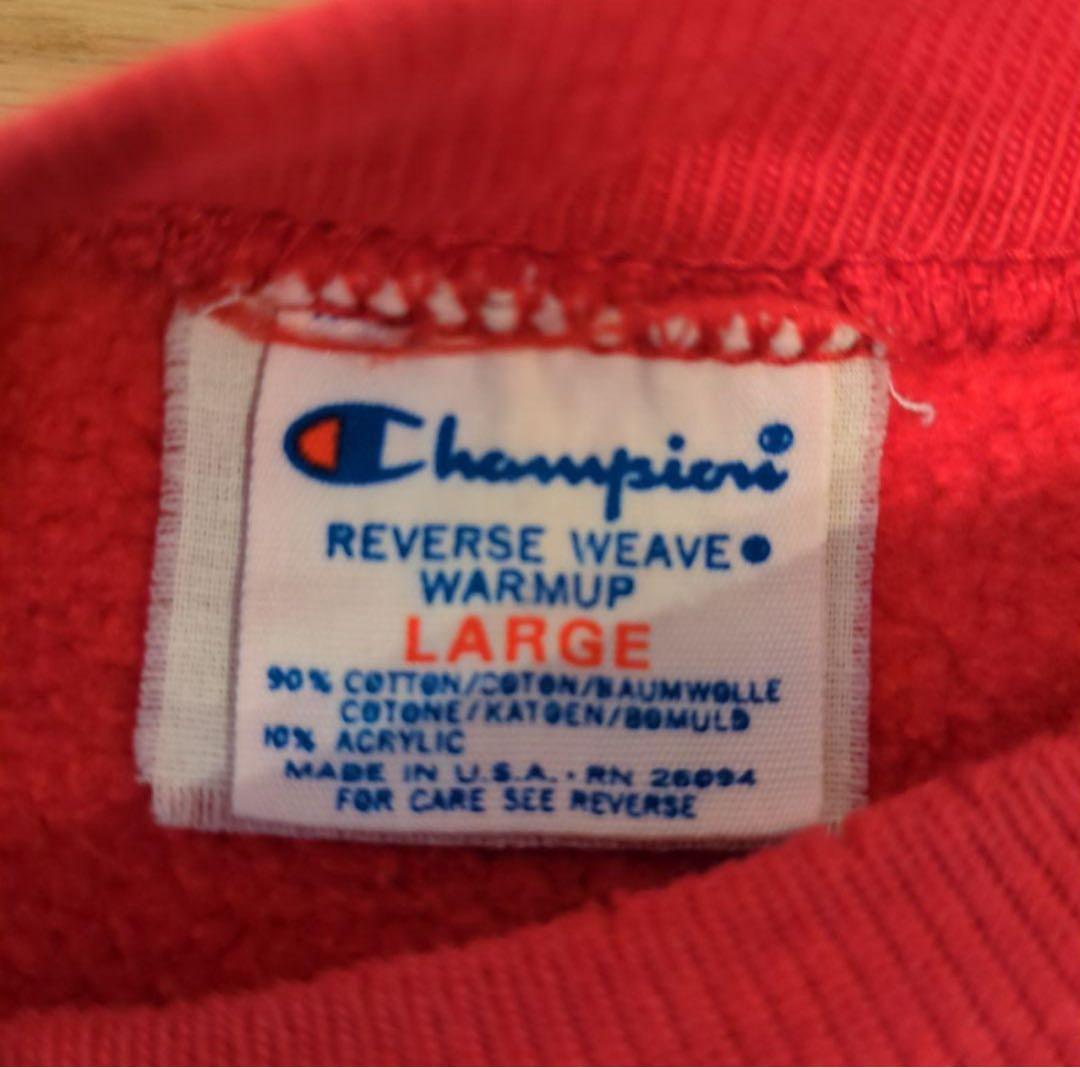 Champion®
REVERSE WEAVE●
WARMUP
LARGE
90% COTTON/COTON/BAUMWOLLE
COTONE/KATOEN/BOMULD
10% ACRYLIC
MADE IN U.S.A. · RN 26094
FOR CARE SEE REVERSE